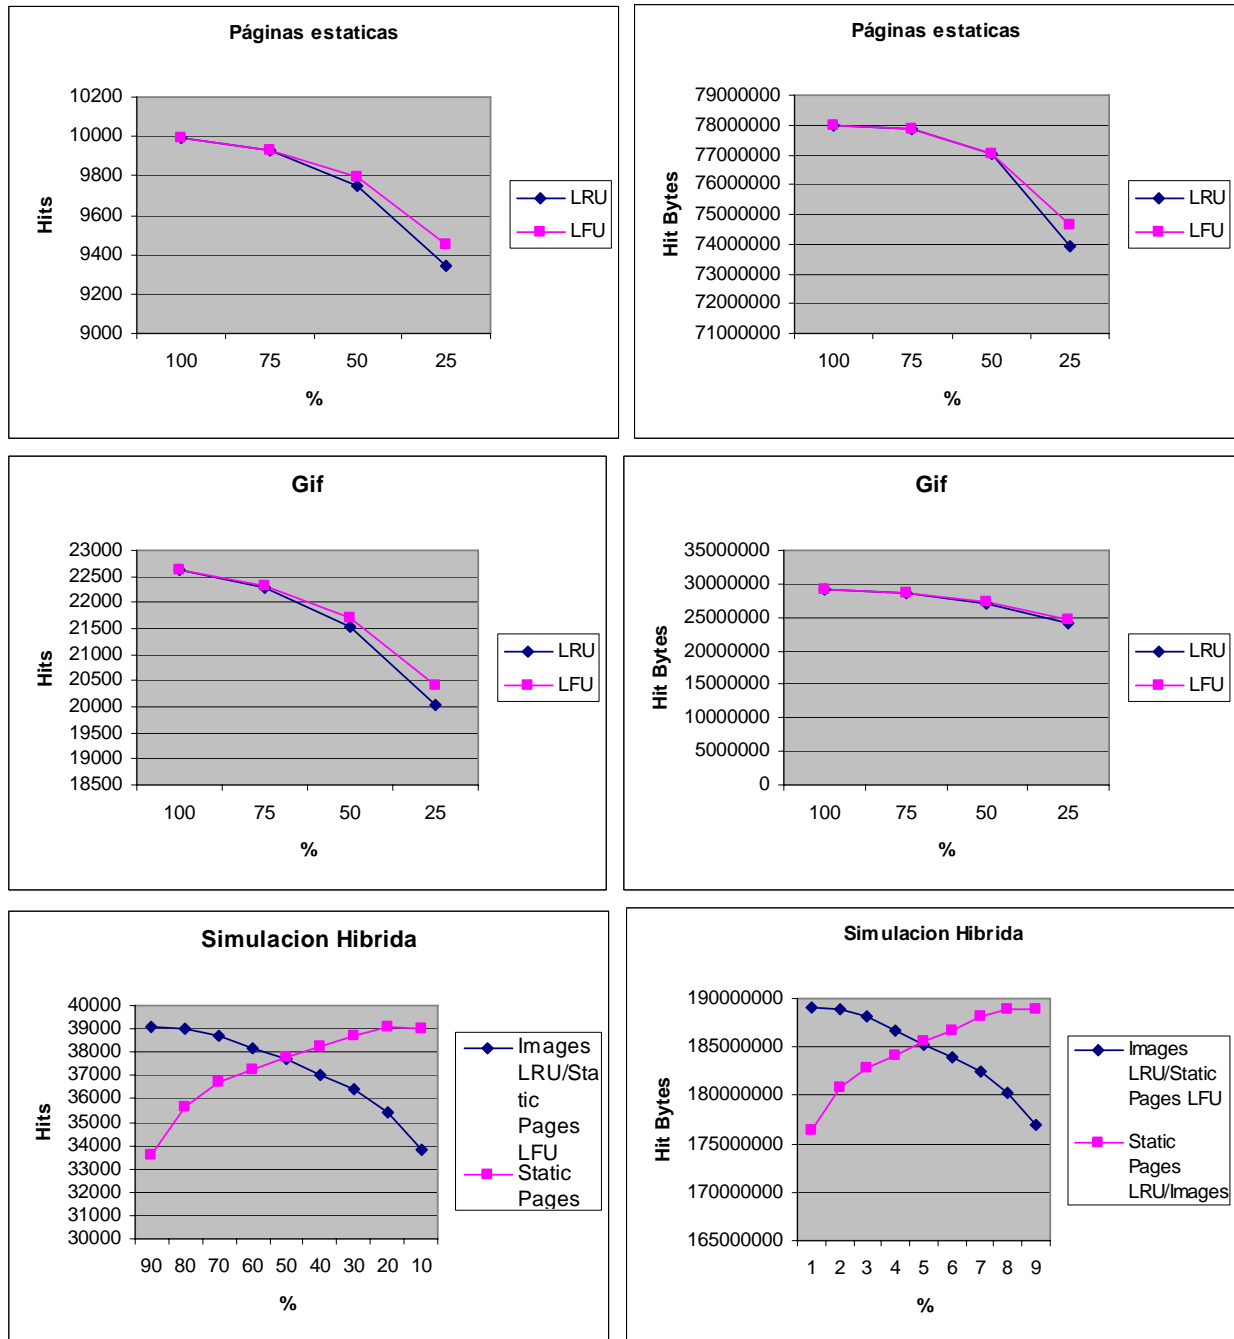 Páginas estaticas
10200
10000
9800
9600
9400
9200
9000
Hits
100 75 50 25
%
LRU
LFU
Páginas estaticas
79000000
78000000
77000000
76000000
75000000
74000000
73000000
72000000
71000000
Hit Bytes
100 75 50 25
%
LRU
LFU
Gif
23000
22500
22000
21500
21000
20500
20000
19500
19000
18500
Hits
100 75 50 25
%
LRU
LFU
Gif
35000000
30000000
25000000
20000000
15000000
10000000
5000000
0
Hit Bytes
100 75 50 25
%
LRU
LFU
Simulacion Hibrida
40000
39000
38000
37000
36000
35000
34000
33000
32000
31000
30000
Hits
90 80 70 60 50 40 30 20 10
%
Images
LRU/Sta
tic
Pages
LFU
Static
Pages
Simulacion Hibrida
190000000
185000000
180000000
175000000
170000000
165000000
Hit Bytes
1 2 3 4 5 6 7 8 9
%
Images
LRU/Static
Pages LFU
Static
Pages
LRU/Images